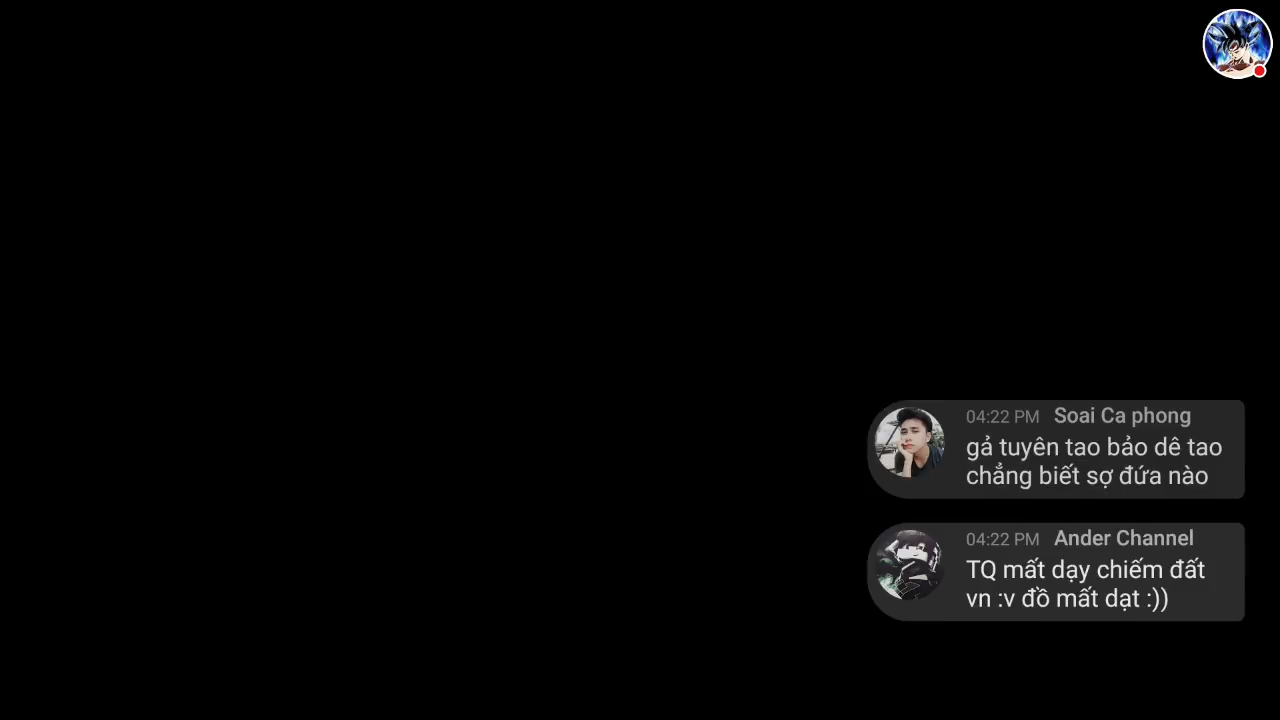 04:22 PM Soai Ca phong
gả tuyên tao bảo dê tao
chẳng biết sợ đứa nào
04:22 PM Ander Channel
TQ mất dạy chiếm đất
vn :v đồ mất dạt :))